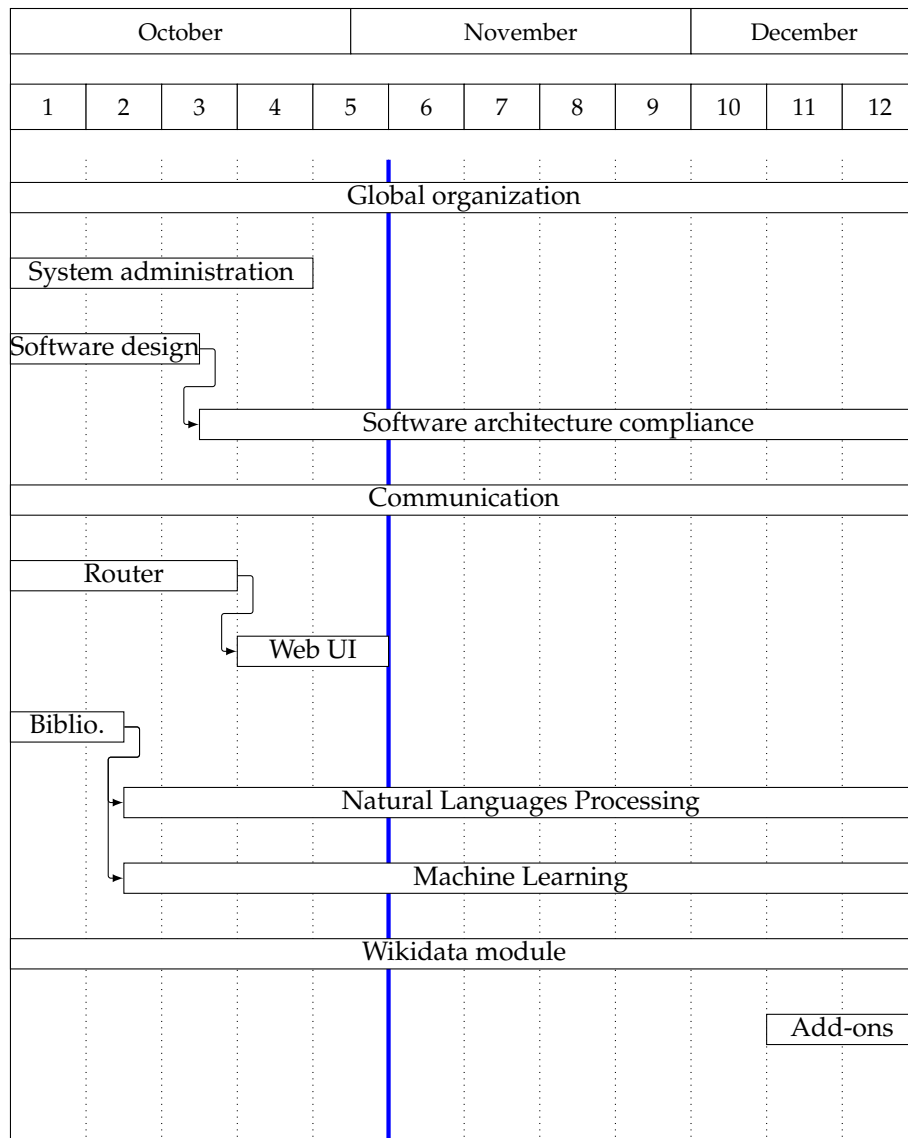 October November December
1 2 3 4 5 6 7 8 9 10 11 12
Global organization
System administration
Software design
Software architecture compliance
Communication
Router
Web UI
Biblio.
Natural Languages Processing
Machine Learning
Wikidata module
Add-ons